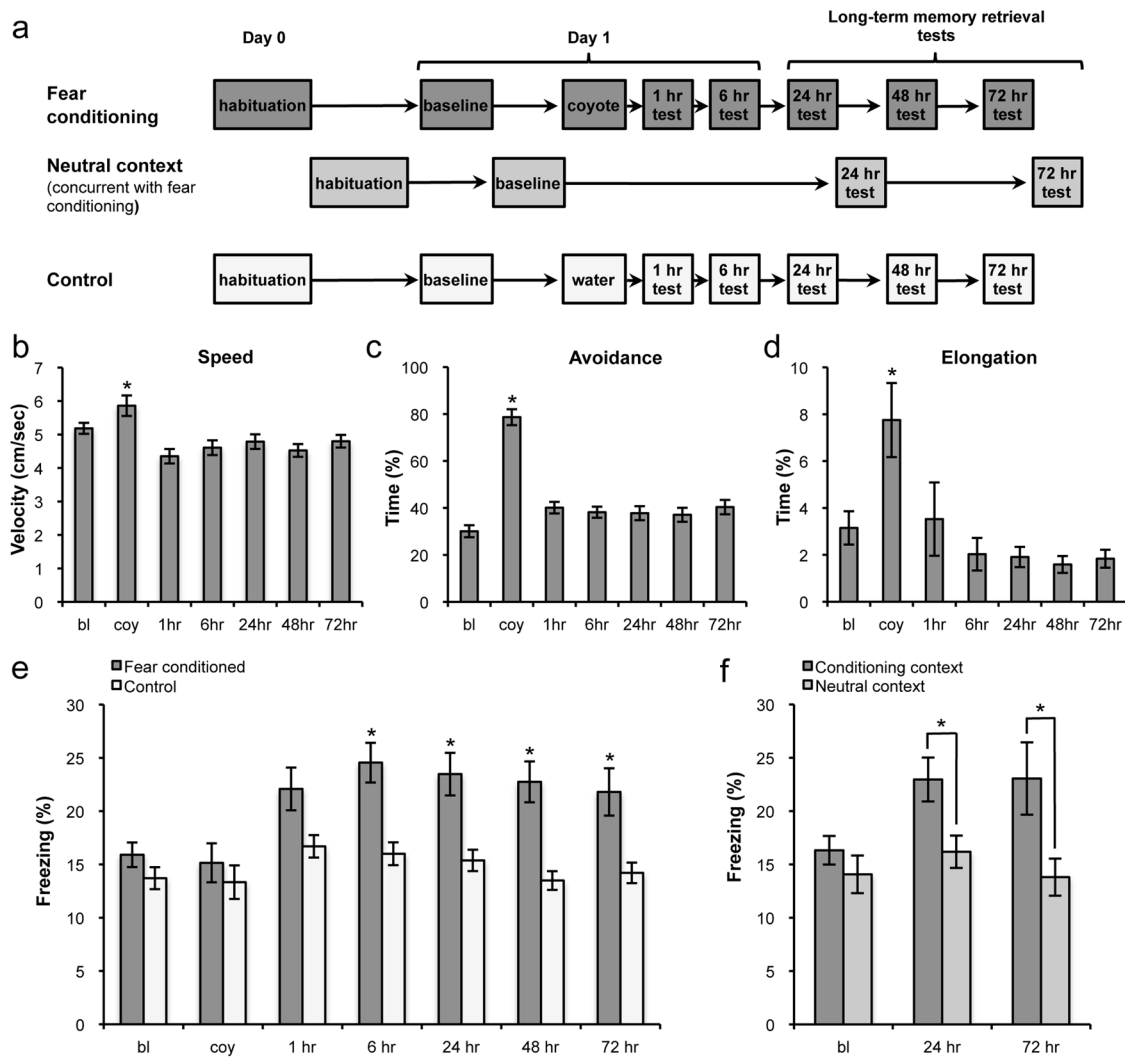 a
Day 0
Day 1
Long-term memory retrieval
tests
Fear
conditioning
habituation
baseline
coyote
1 hr
test
6 hr
test
24 hr
test
48 hr
test
72 hr
test
Neutral context
(concurrent with fear
conditioning)
habituation
baseline
24 hr
test
72 hr
test
Control
habituation
baseline
water
1 hr
test
6 hr
test
24 hr
test
48 hr
test
72 hr
test
b
Speed
Velocity (cm/sec)
7
6
5
4
3
2
1
0
*
bl coy 1hr 6hr 24hr 48hr 72hr
c
Avoidance
Time (%)
100
80
60
40
20
0
*
bl coy 1hr 6hr 24hr 48hr 72hr
d
Elongation
Time (%)
10
8
6
4
2
0
*
bl coy 1hr 6hr 24hr 48hr 72hr
e
Fear conditioned
Control
Freezing (%)
30
25
20
15
10
5
0
* * * *
bl coy 1 hr 6 hr 24 hr 48 hr 72 hr
f
Conditioning context
Neutral context
Freezing (%)
30
25
20
15
10
5
0
* *
bl 24 hr 72 hr